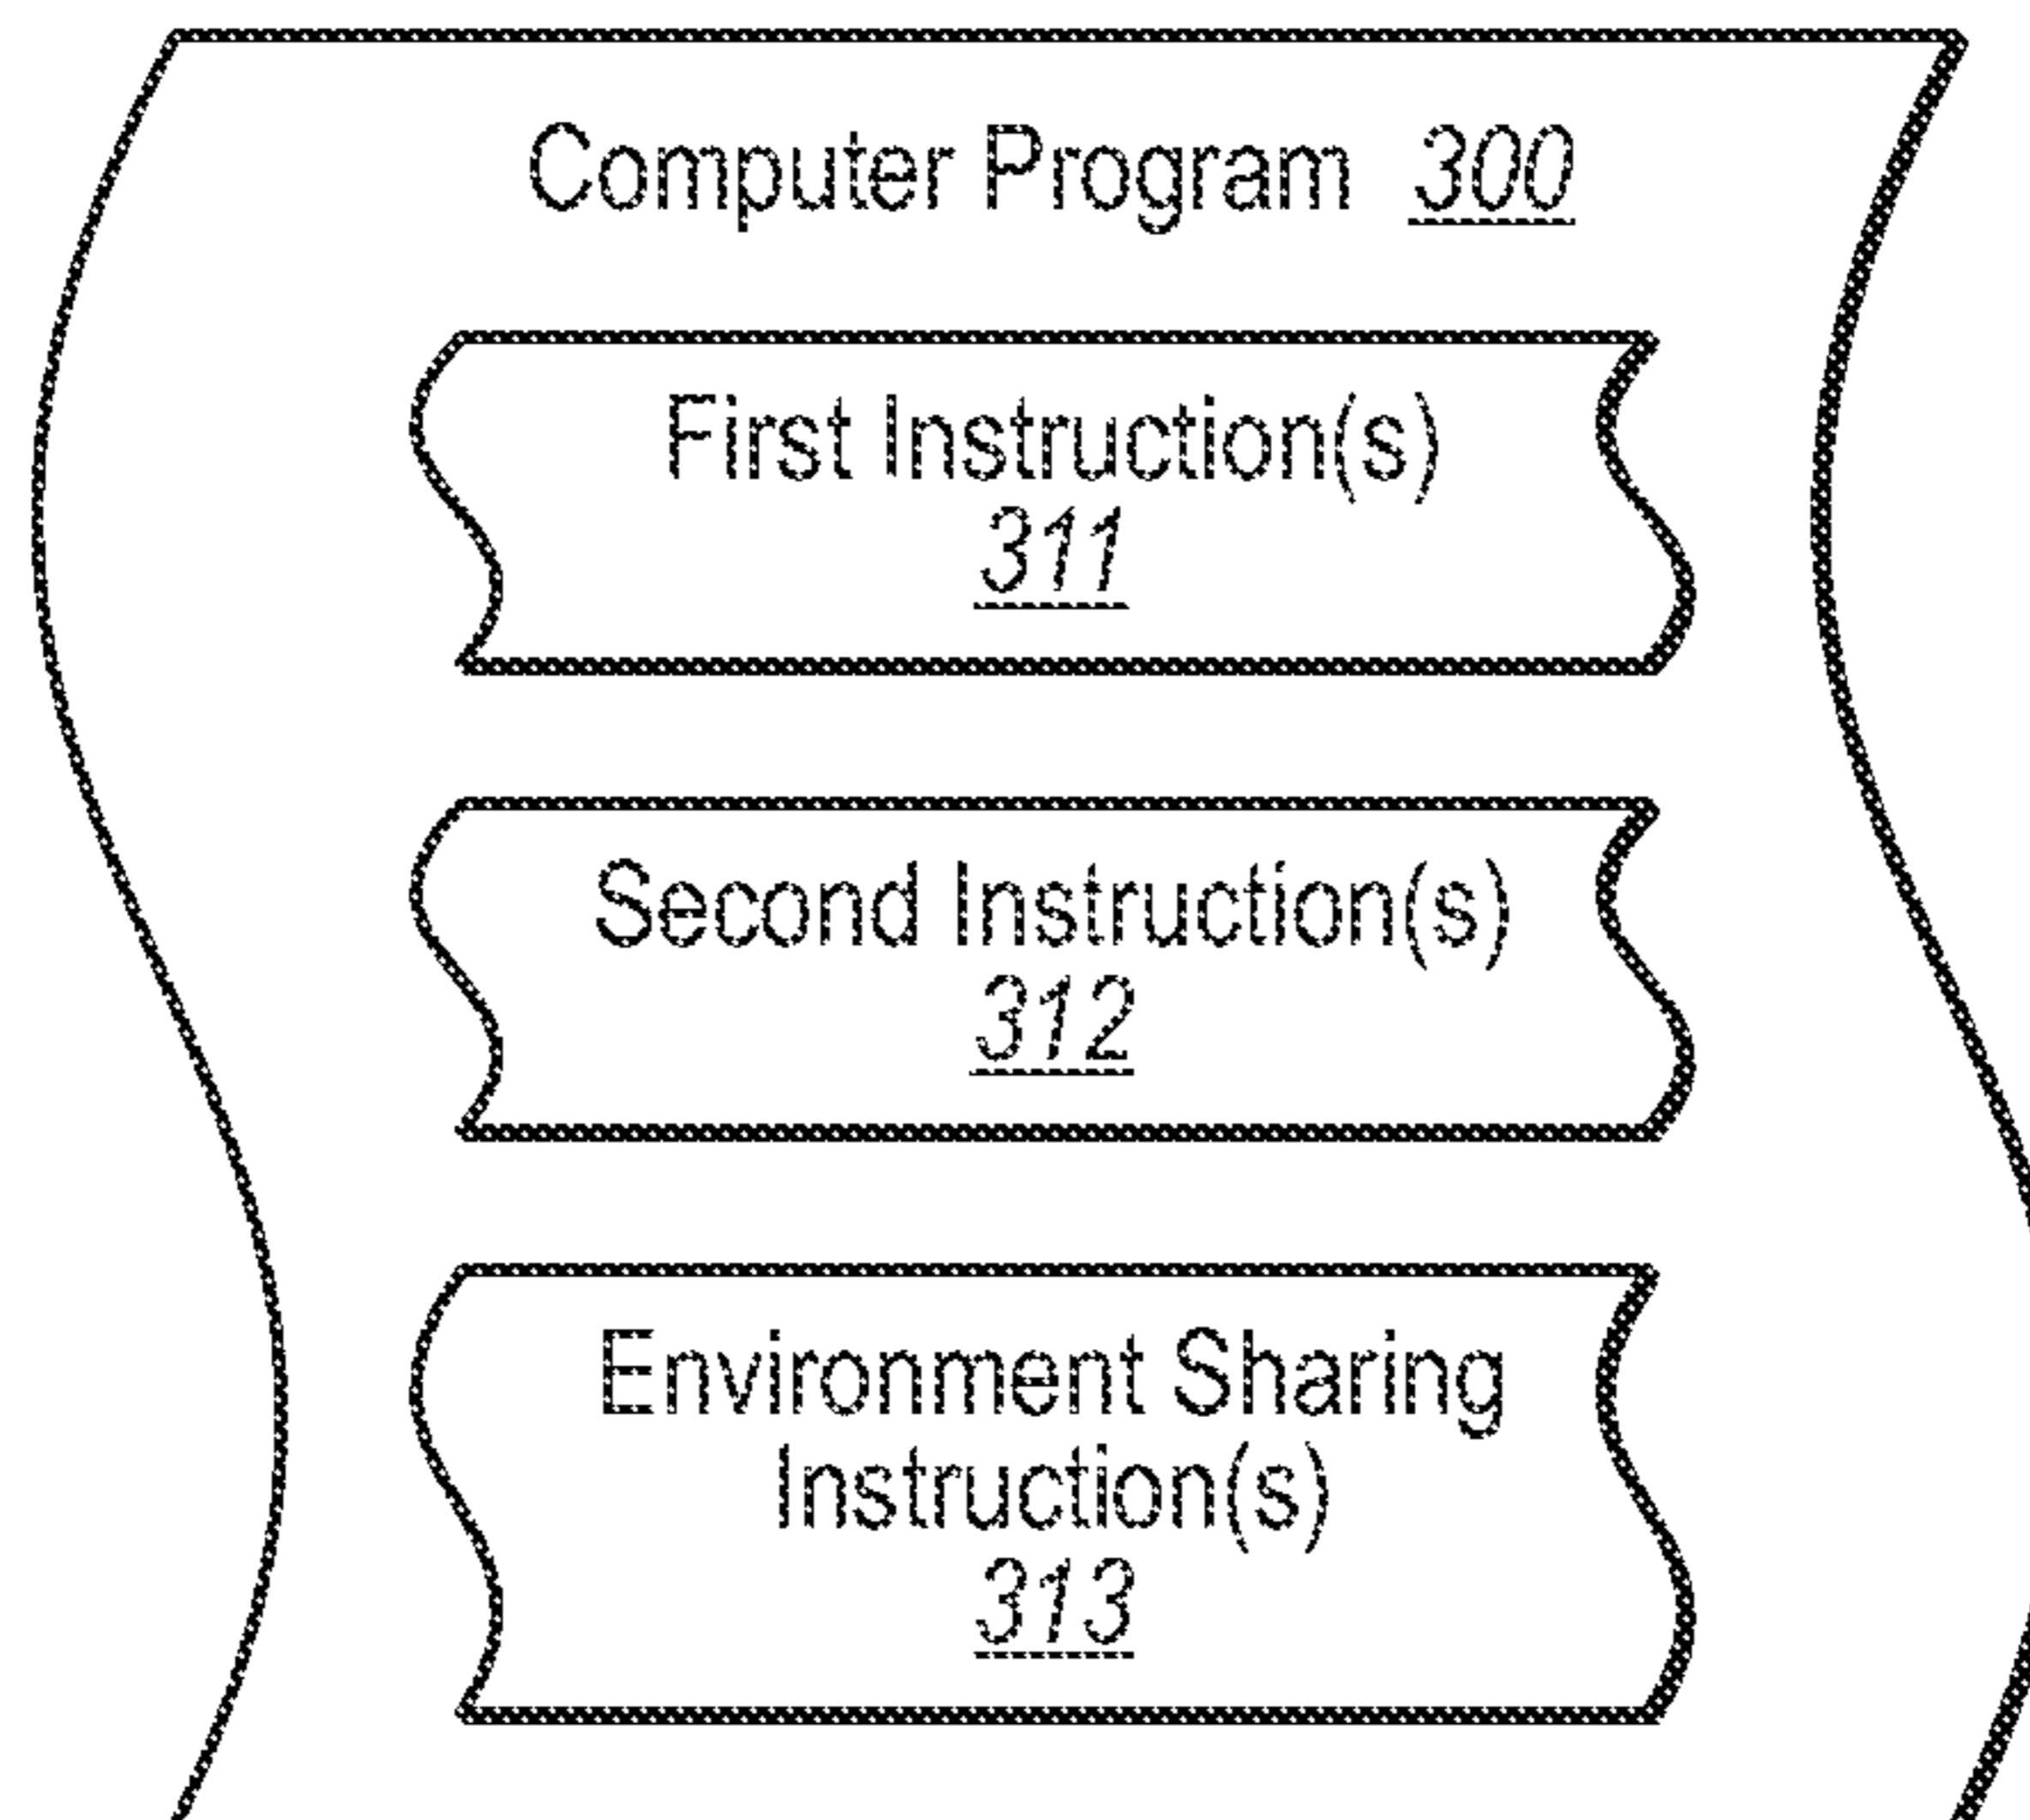 Computer Program 300
First Instruction(s)
311
Second Instruction(s)
312
Environment Sharing
Instruction(s)
313